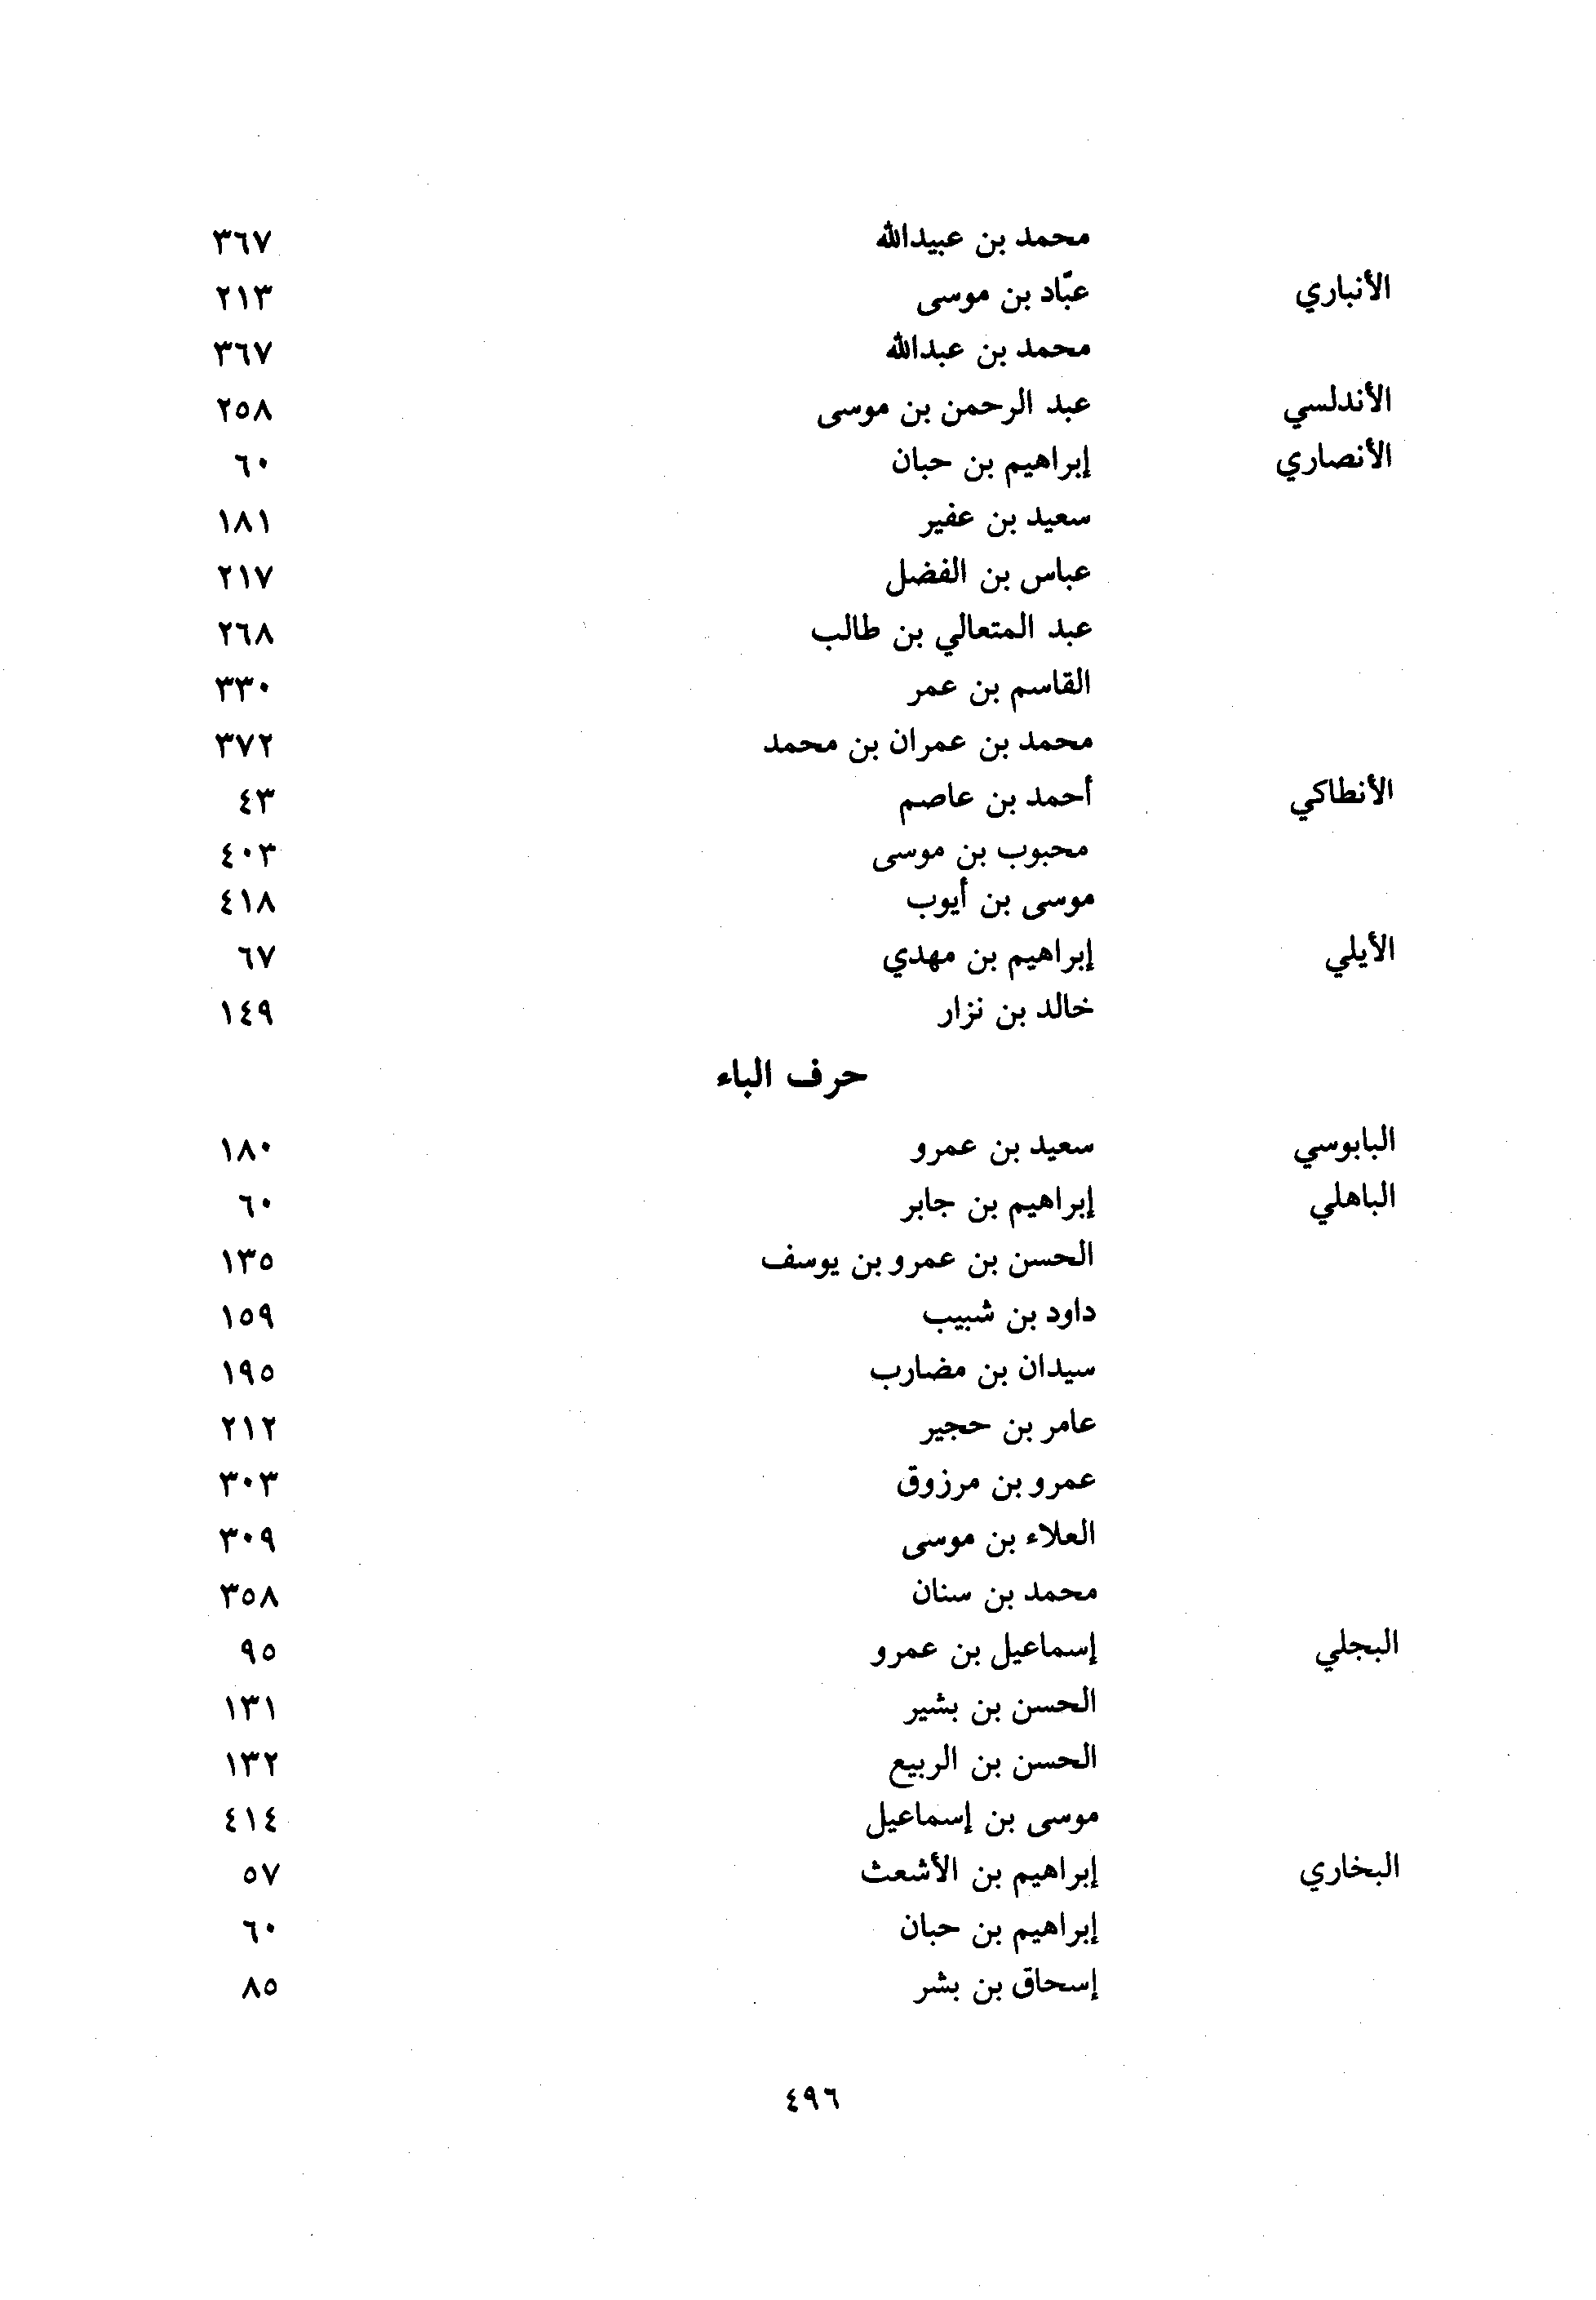 محمد بن عبيدالله ٣٦٧
الأنباري عبّاد بن موسى ٢١٣
محمد بن عبدالله ٣٦٧
الأندلسي عبد الرحمن بن موسى ٢٥٨
الأنصاري إبراهيم بن حبان ٦٠
سعيد بن عفير ١٨١
عباس بن الفضل ٢١٧
عبد المتعالي بن طالب ٢٦٨
القاسم بن عمر ٣٣٠
محمد بن عمران بن محمد ٣٧٢
الأنطاكي أحمد بن عاصم ٤٣
محبوب بن موسى ٤٠٣
موسى بن أيوب ٤١٨
الأيلي إبراهيم بن مهدي ٦٧
خالد بن نزار ١٤٩
حرف الباء
البابوسي سعيد بن عمرو ١٨٠
الباهلي إبراهيم بن جابر ٦٠
الحسن بن عمرو بن يوسف ١٣٥
داود بن شبيب ١٥٩
سيدان بن مضارب ١٩٥
عامر بن حجير ٢١٢
عمرو بن مرزوق ٣٠٣
العلاء بن موسى ٣٠٩
محمد بن سنان ٣٥٨
البجلي إسماعيل بن عمرو ٩٥
الحسن بن بشير ١٣١
الحسن بن الربيع ١٣٢
موسى بن إسماعيل ٤١٤
البخاري إبراهيم بن الأشعث ٥٧
إبراهيم بن حبان ٦٠
إسحاق بن بشر ٨٥
٤٩٦